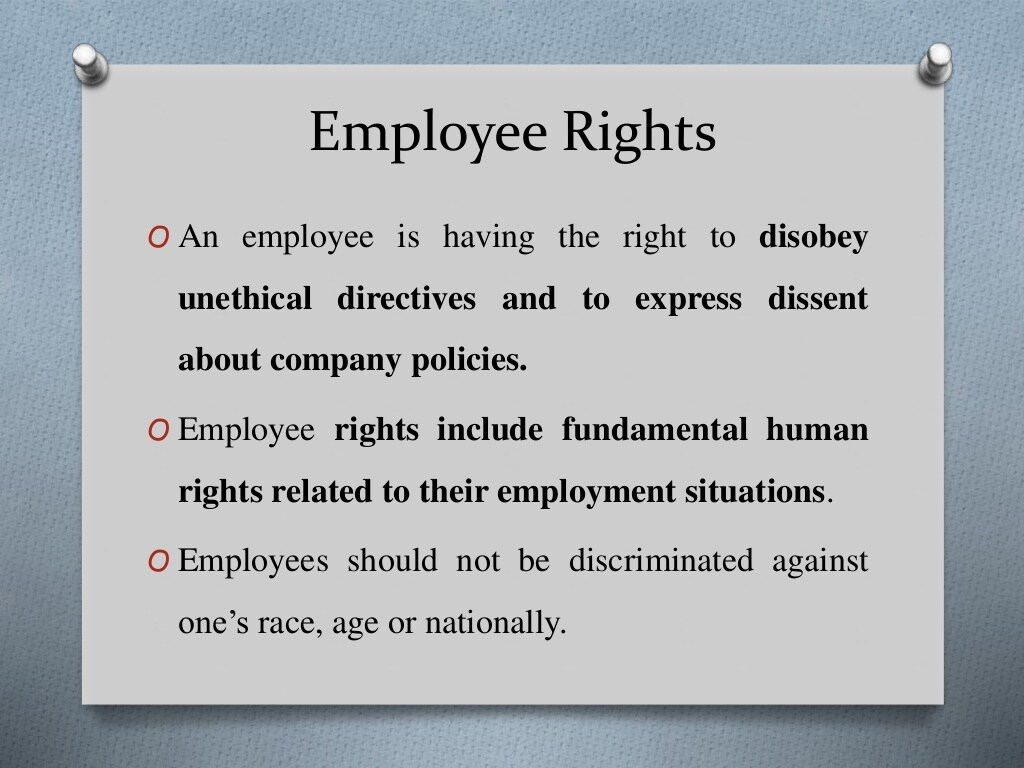 Employee Rights
O An employee is having the right to disobey
unethical directives and to express dissent
about company policies.
O Employee rights include fundamental human
rights related to their employment situations.
O Employees should not be discriminated against
one’s race, age or nationally.